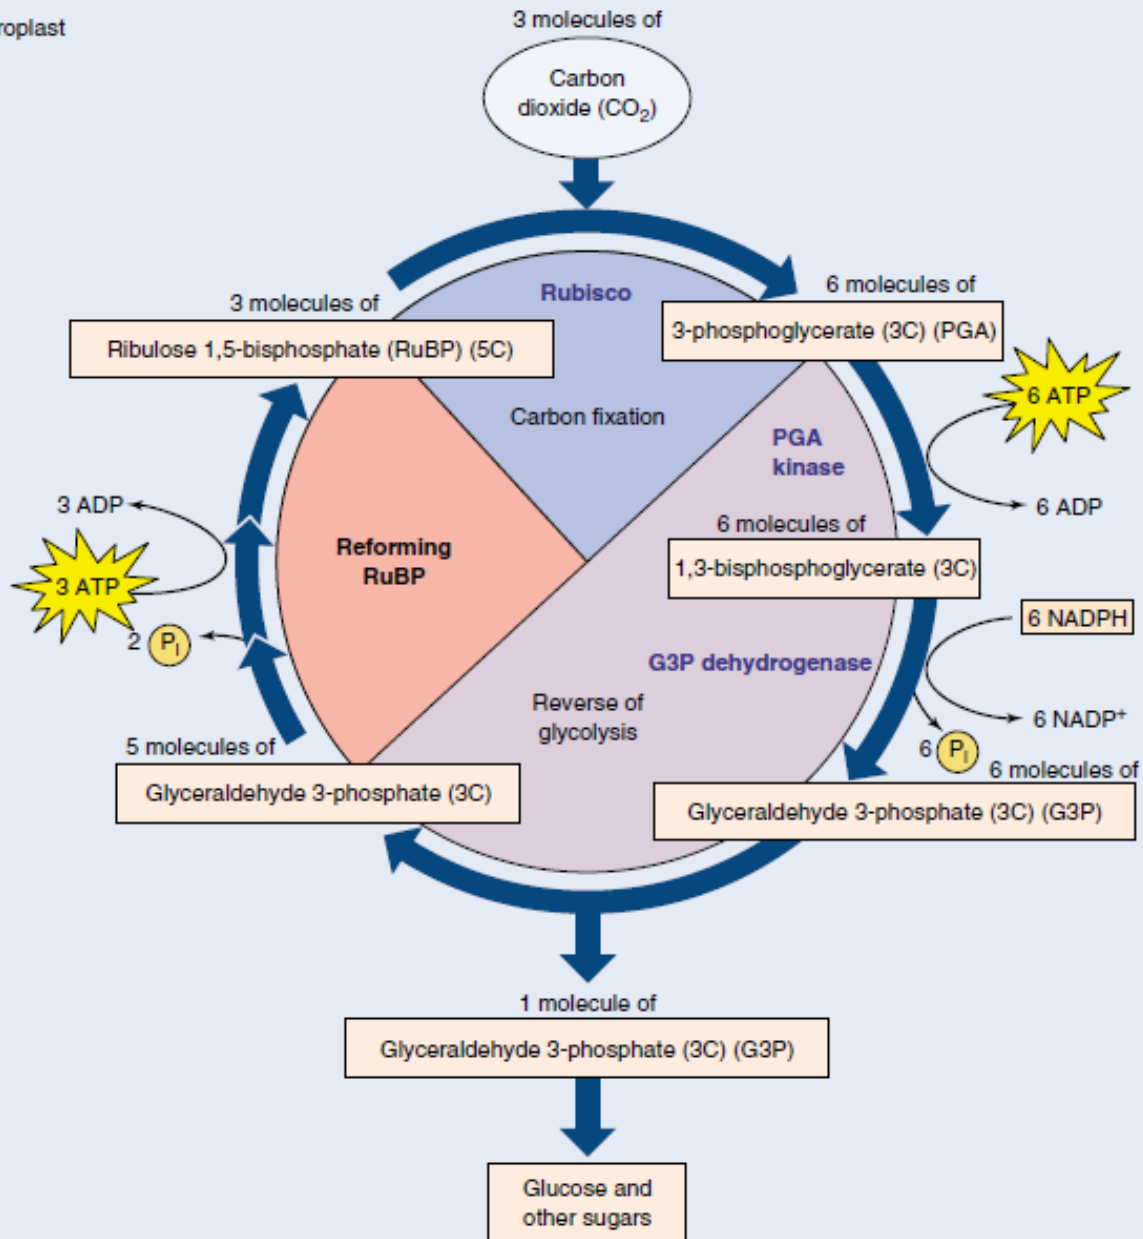 roplast
3 molecules of
Carbon
dioxide (CO₂)
Rubisco
3 molecules of
6 molecules of
Ribulose 1,5-bisphosphate (RuBP) (5C)
3-phosphoglycerate (3C) (PGA)
6 ATP
Carbon fixation
PGA
kinase
3 ADP
6 ADP
6 molecules of
Reforming
RuBP
1,3-bisphosphoglycerate (3C)
3 ATP
6 NADPH
2 Pᵢ
G3P dehydrogenase
Reverse of
glycolysis
6 NADP⁺
5 molecules of
6 Pᵢ
6 molecules of
Glyceraldehyde 3-phosphate (3C)
Glyceraldehyde 3-phosphate (3C) (G3P)
1 molecule of
Glyceraldehyde 3-phosphate (3C) (G3P)
Glucose and
other sugars